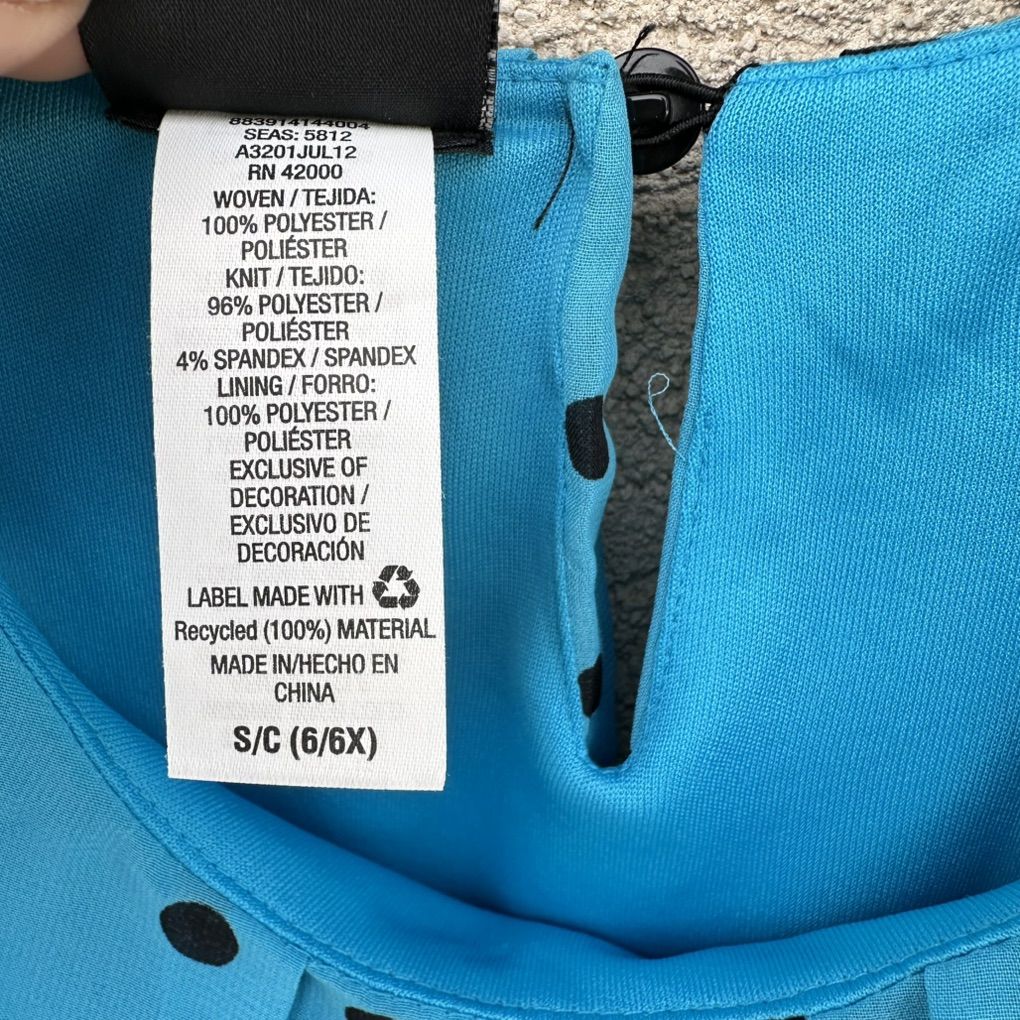 883914144004
SEAS: 5812
A3201JUL12
RN 42000
WOVEN / TEJIDA:
100% POLYESTER /
POLIÉSTER
KNIT / TEJIDO:
96% POLYESTER /
POLIÉSTER
4% SPANDEX / SPANDEX
LINING / FORRO:
100% POLYESTER /
POLIÉSTER
EXCLUSIVE OF
DECORATION /
EXCLUSIVO DE
DECORACIÓN
LABEL MADE WITH
Recycled (100%) MATERIAL
MADE IN/HECHO EN
CHINA
S/C (6/6X)